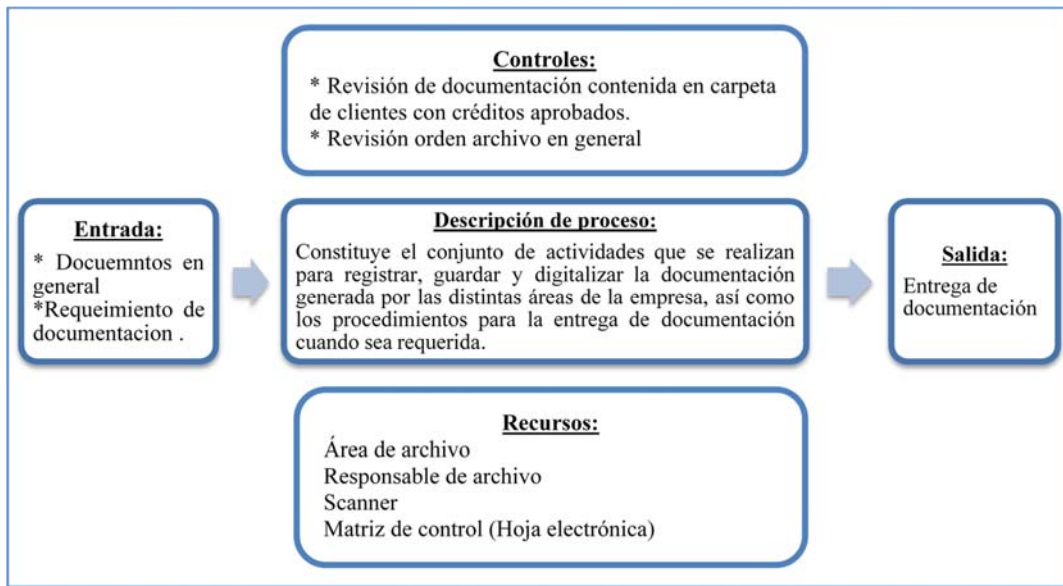 Controles:
* Revisión de documentación contenida en carpeta
de clientes con créditos aprobados.
* Revisión orden archivo en general
Entrada:
* Docuemntos en
general
*Requeimiento de
documentacion .
Descripción de proceso:
Constituye el conjunto de actividades que se realizan
para registrar, guardar y digitalizar la documentación
generada por las distintas áreas de la empresa, así como
los procedimientos para la entrega de documentación
cuando sea requerida.
Salida:
Entrega de
documentación
Recursos:
Área de archivo
Responsable de archivo
Scanner
Matriz de control (Hoja electrónica)